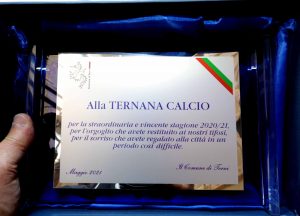 Alla TERNANA CALCIO
per la straordinaria e vincente stagione 2020/21,
per l'orgoglio che avete restituito ai nostri tifosi,
per il sorriso che avete regalato alla città in un
periodo così difficile.
Maggio 2021
Il Comune di Terni